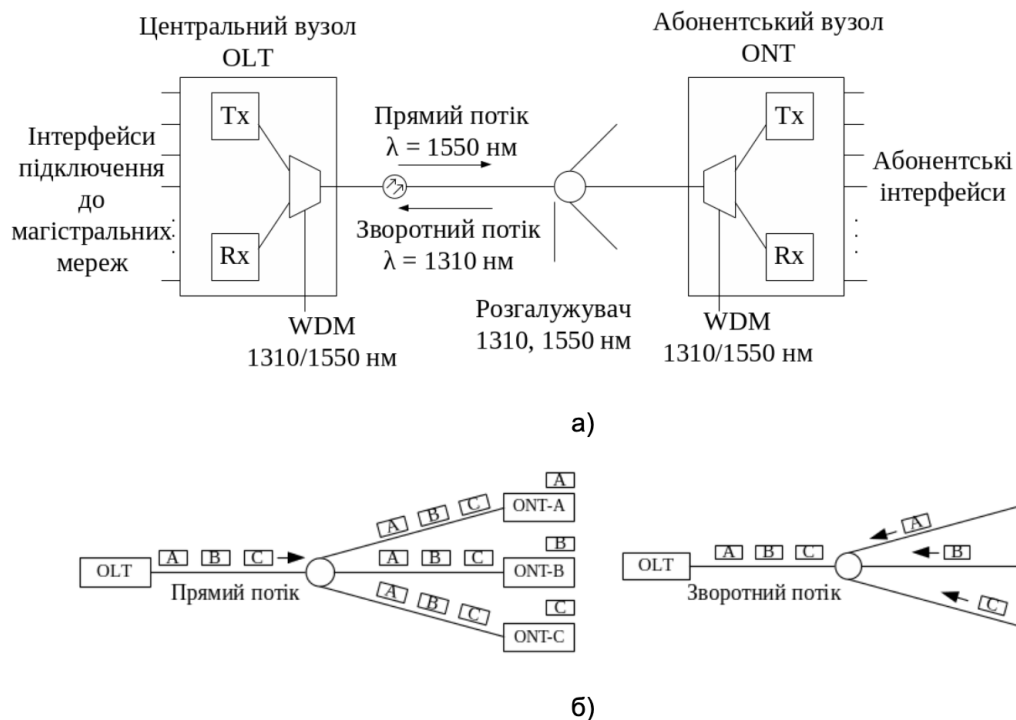 Центральний вузол
OLT
Абонентський вузол
ONT
Tx
Rx
Інтерфейси
підключення
до
магістральних
мереж
Прямий потік
λ = 1550 нм
Зворотний потік
λ = 1310 нм
Tx
Rx
Абонентські
інтерфейси
WDM
1310/1550 нм
Розгалужувач
1310, 1550 нм
WDM
1310/1550 нм
а)
OLT
A B C
Прямий потік
A B C
A B C
A B C
A
ONT-A
B
ONT-B
C
ONT-C
OLT
A B C
Зворотний потік
A
B
C
б)